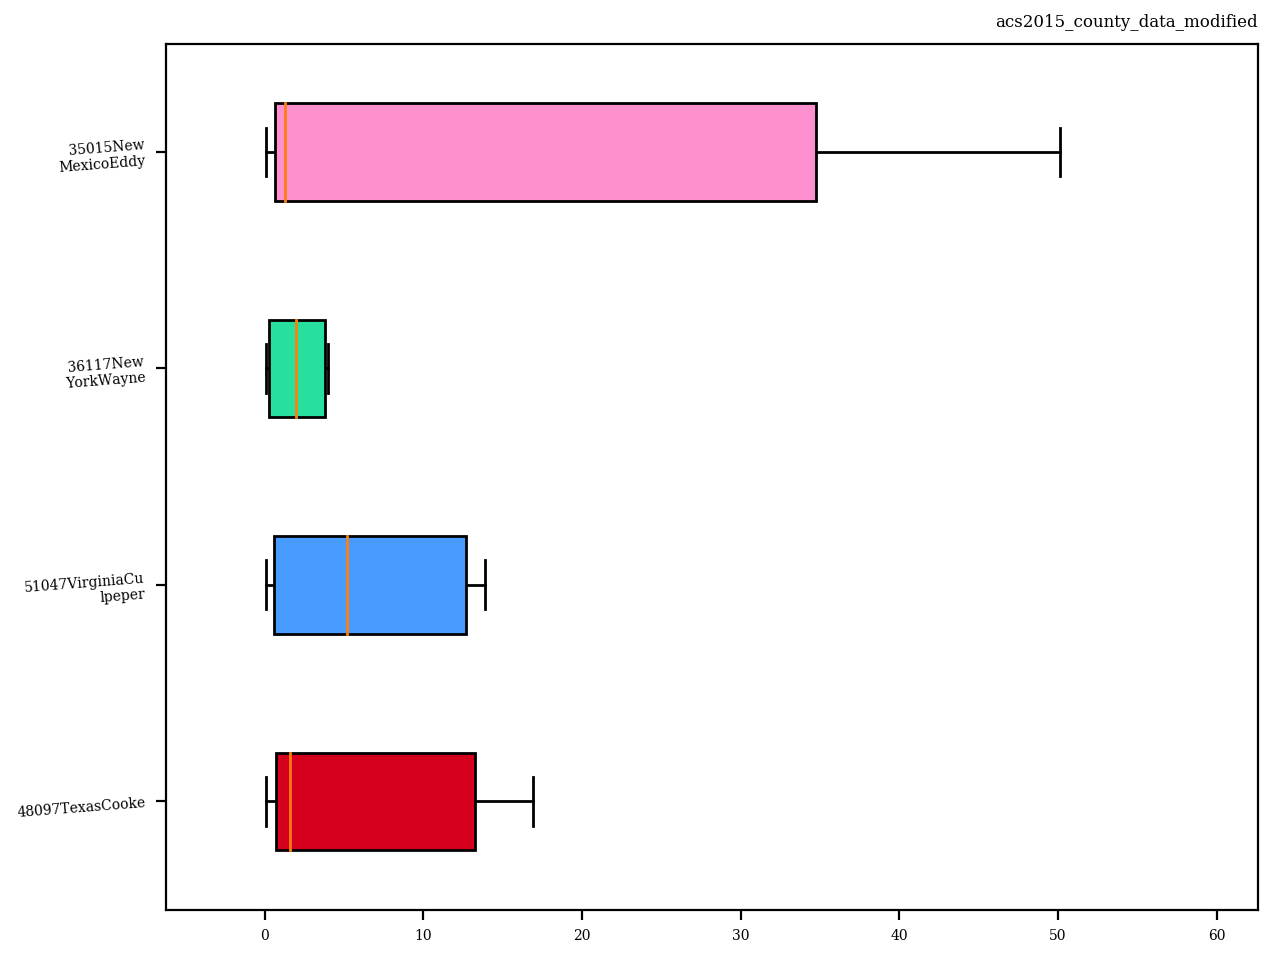 acs2015_county_data_modified
35015New
MexicoEddy
36117New
YorkWayne
51047VirginiaCu
lpeper
48097TexasCooke
0 10 20 30 40 50 60